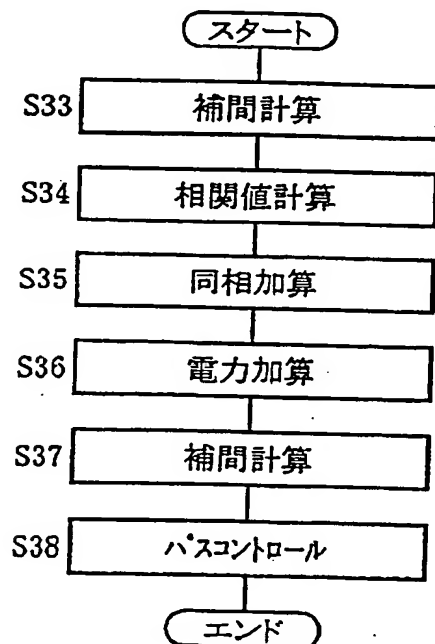 スタート
S33 補間計算
S34 相関値計算
S35 同相加算
S36 電力加算
S37 補間計算
S38 パスコントロール
エンド